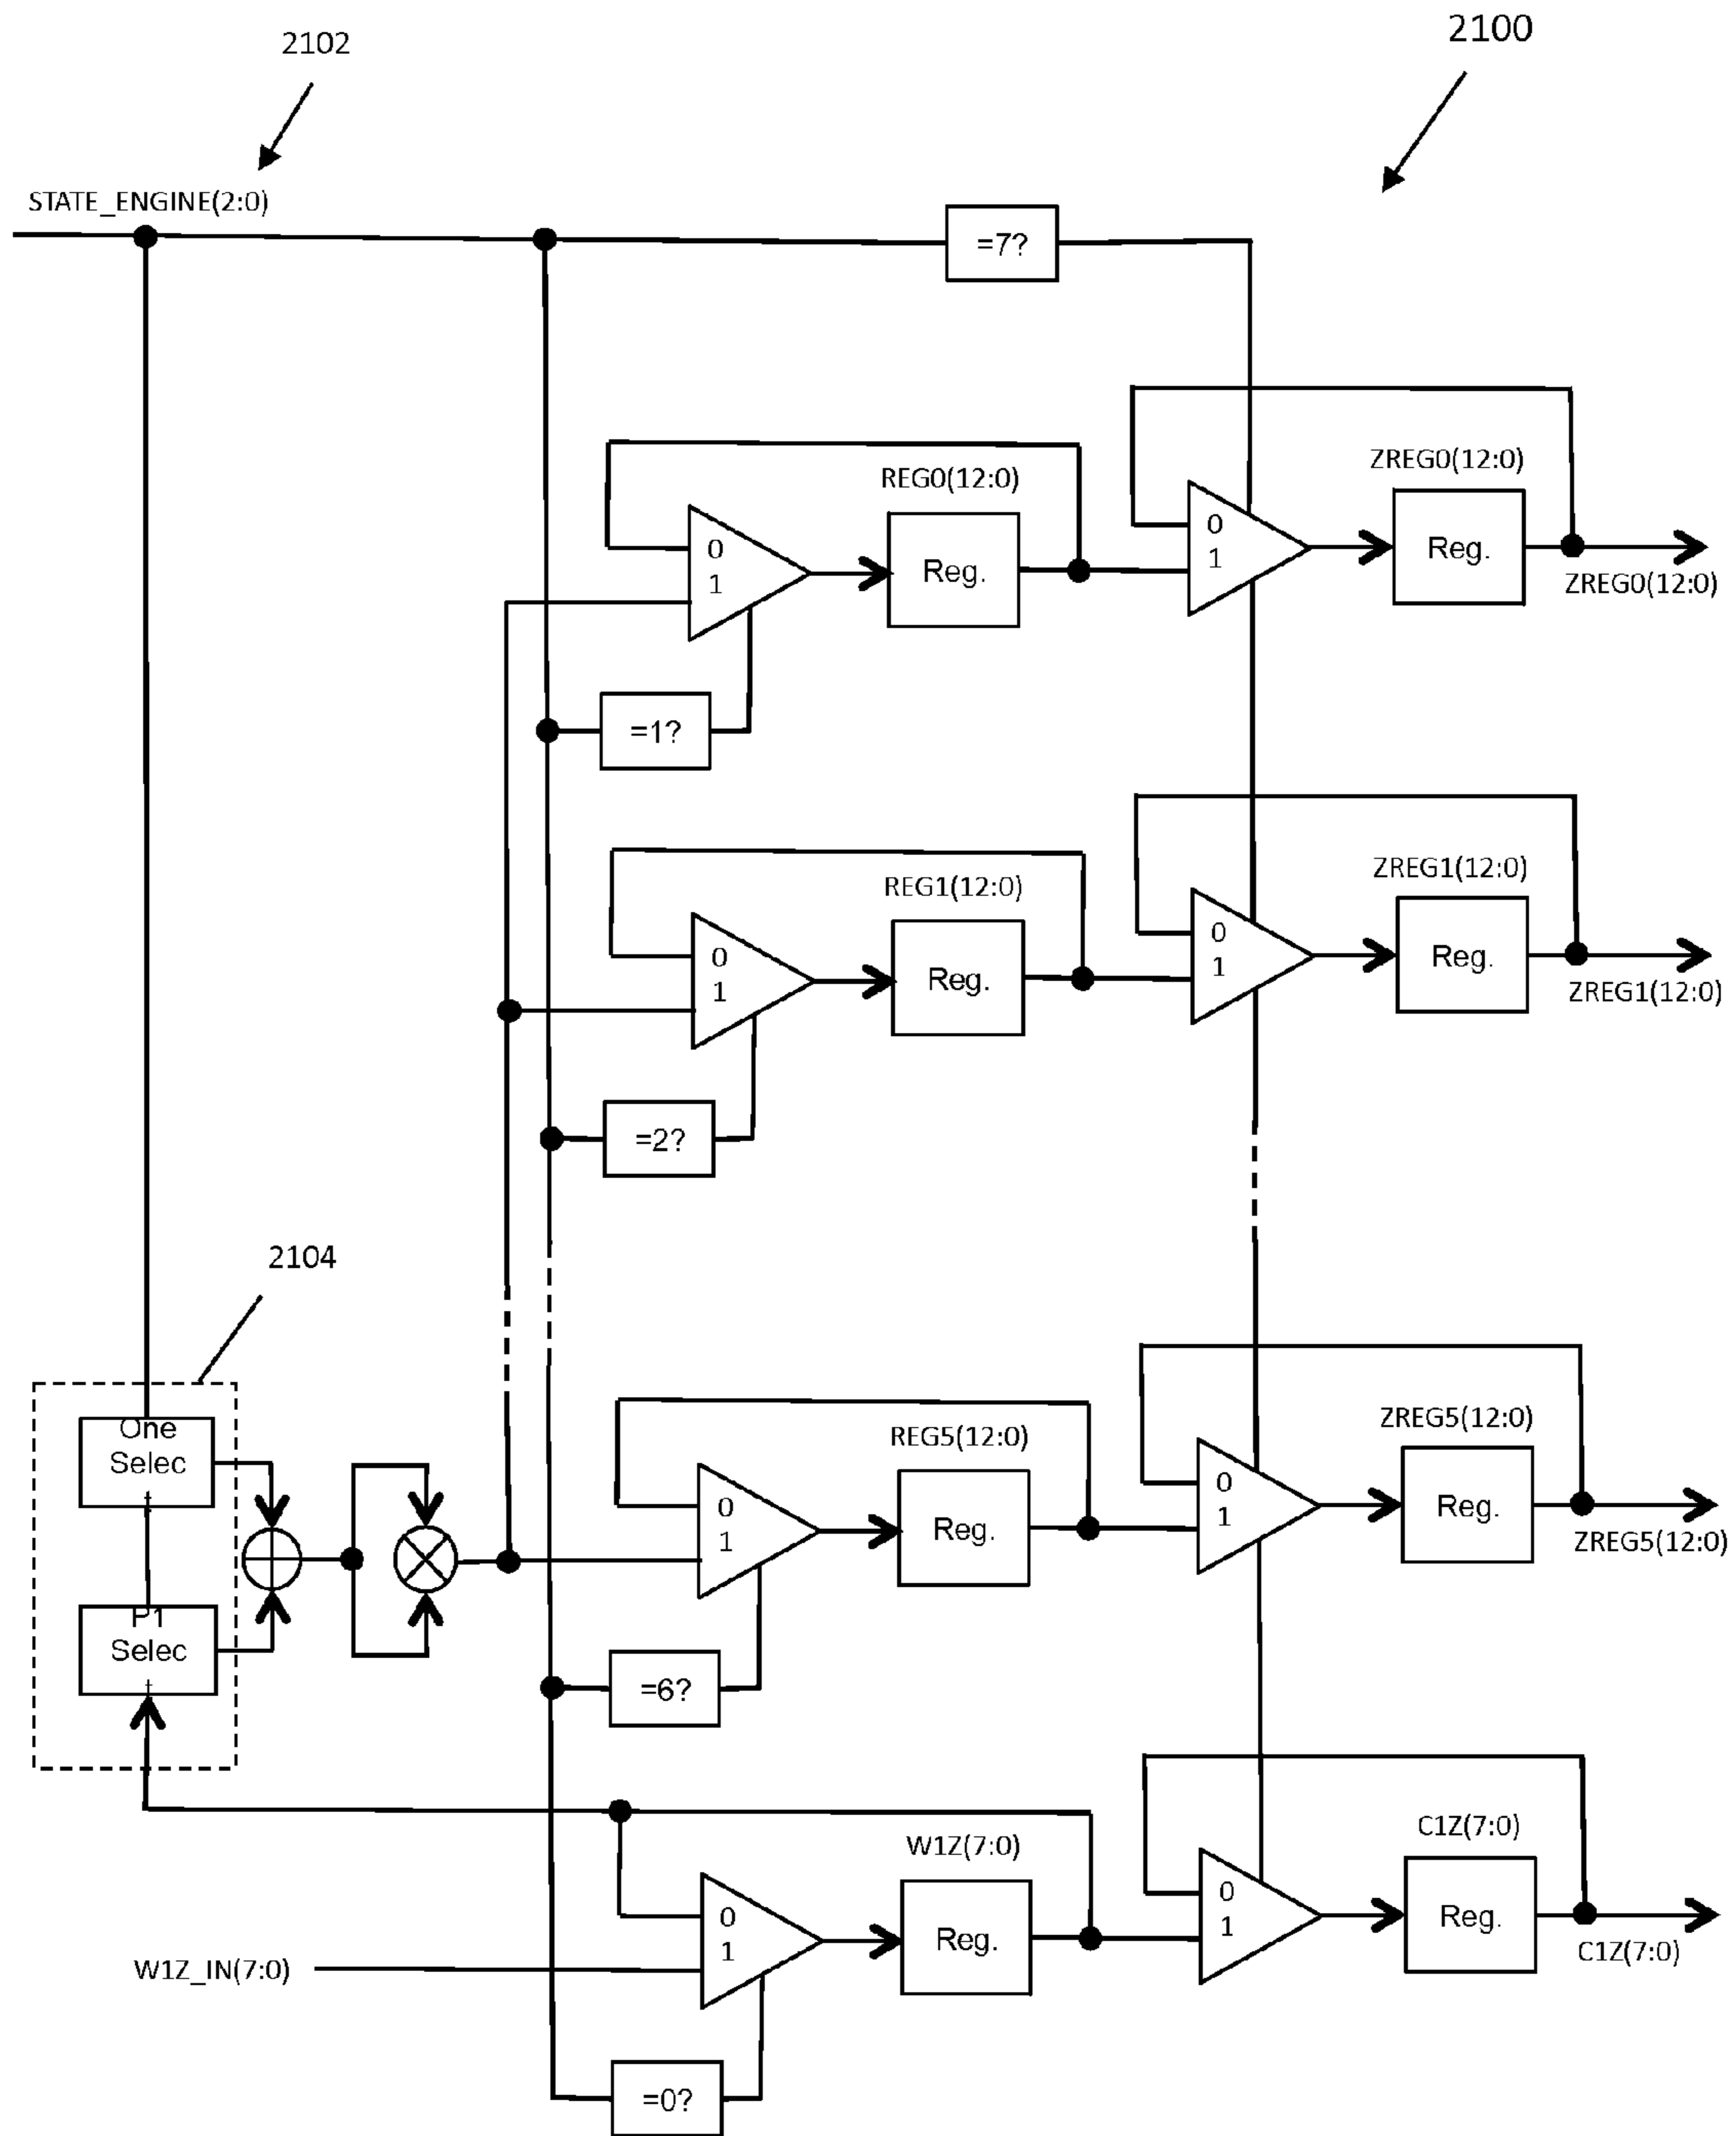 2102
2100
STATE_ENGINE(2:0)
=7?
REG0(12:0)
ZREG0(12:0)
0
1
Reg.
0
1
Reg.
ZREG0(12:0)
=1?
REG1(12:0)
ZREG1(12:0)
0
1
Reg.
0
1
Reg.
ZREG1(12:0)
=2?
2104
One
Selec
t
P1
Selec
t
REG5(12:0)
ZREG5(12:0)
0
1
Reg.
0
1
Reg.
ZREG5(12:0)
=6?
W1Z(7:0)
C1Z(7:0)
0
1
Reg.
0
1
Reg.
W1Z_IN(7:0)
C1Z(7:0)
=0?